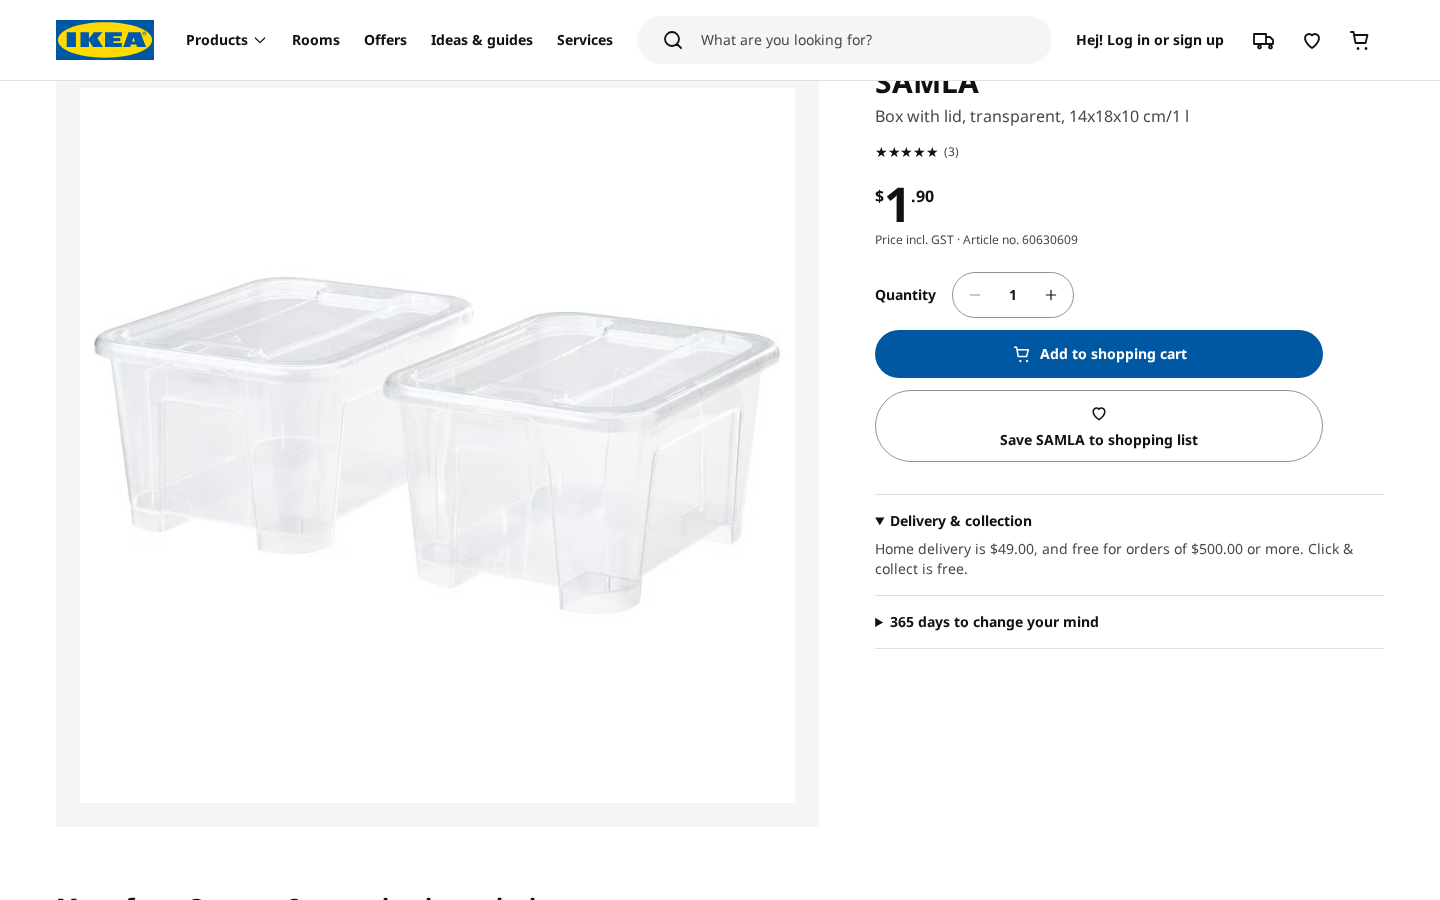 IKEA
Products
Rooms
Offers
Ideas & guides
Services
What are you looking for?
Hej! Log in or sign up
SAMLA
Box with lid, transparent, 14x18x10 cm/1 l
★★★★★ (3)
$1.90
Price incl. GST · Article no. 60630609
Quantity
1
Add to shopping cart
Save SAMLA to shopping list
Delivery & collection
Home delivery is $49.00, and free for orders of $500.00 or more. Click &
collect is free.
365 days to change your mind